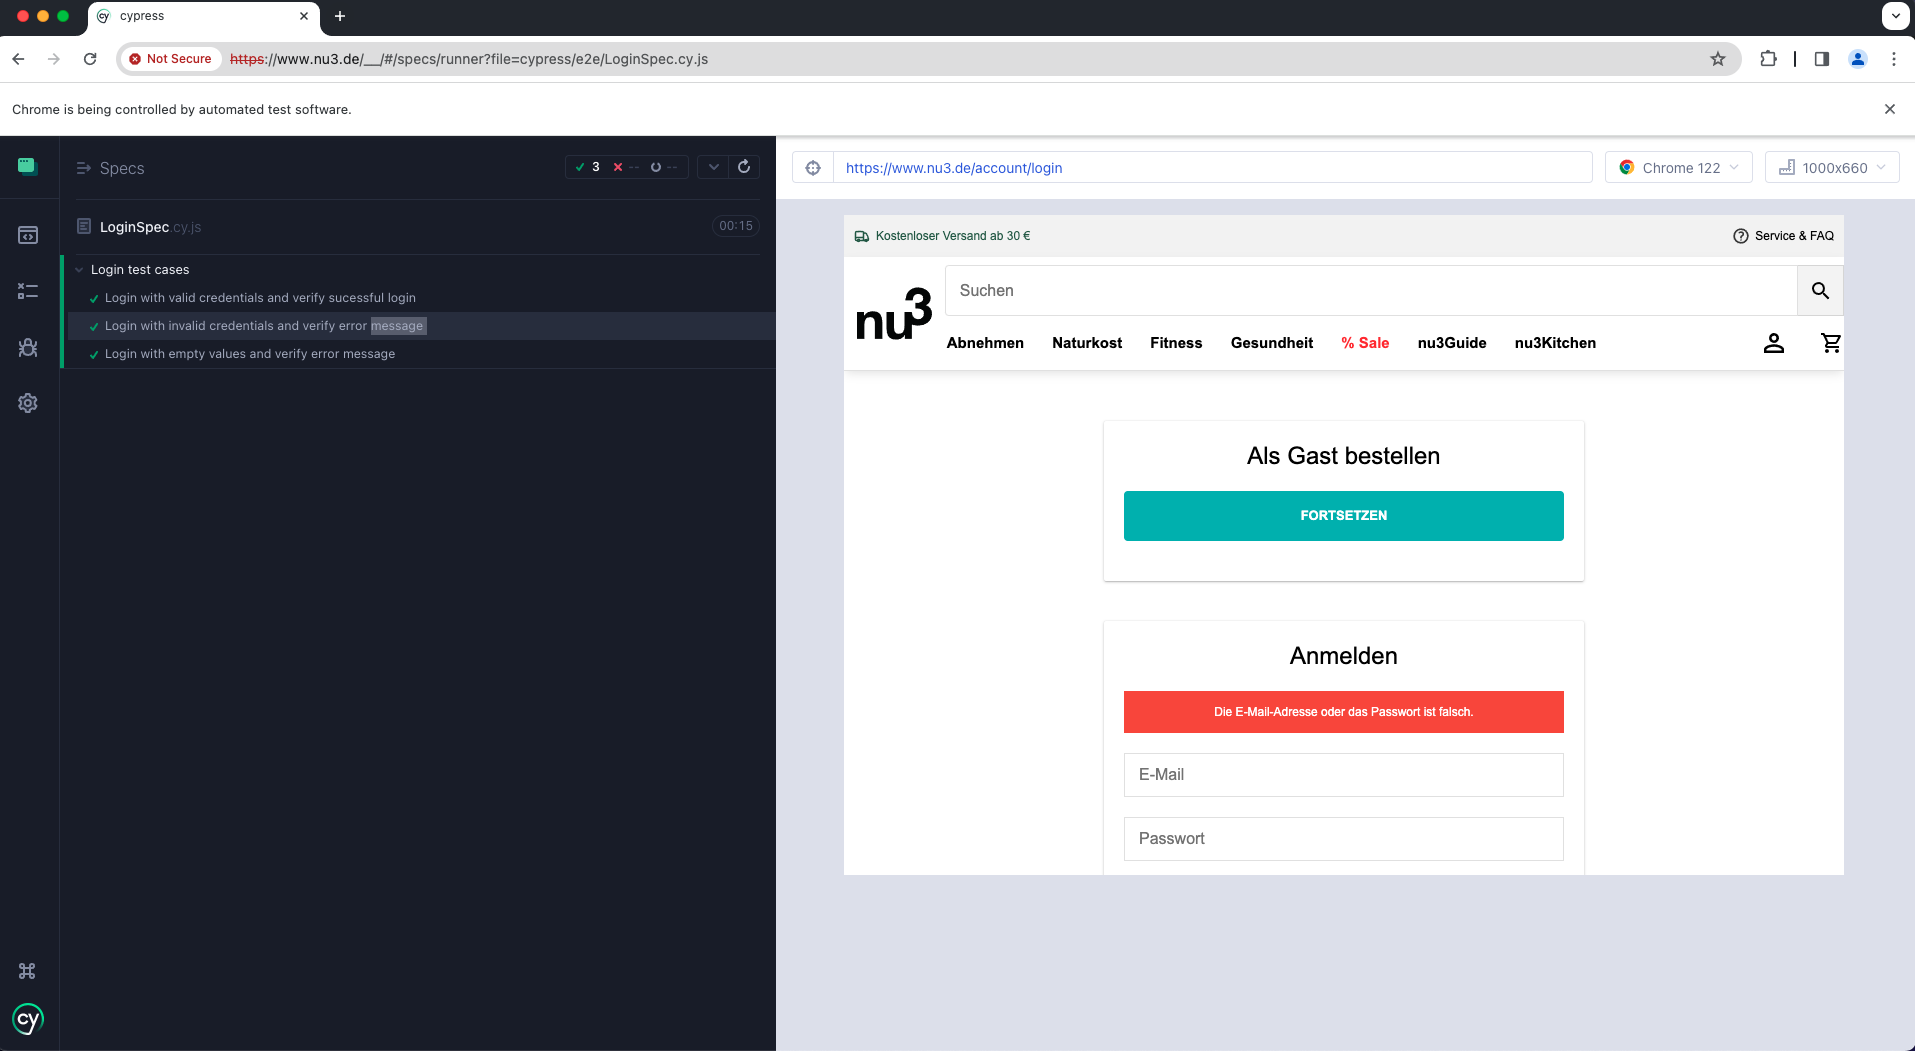 cypress
Not Secure https://www.nu3.de/__/#/specs/runner?file=cypress/e2e/LoginSpec.cy.js
Chrome is being controlled by automated test software.
Specs
3 -- --
LoginSpec.cy.js 00:15
Login test cases
Login with valid credentials and verify sucessful login
Login with invalid credentials and verify error message
Login with empty values and verify error message
cy
https://www.nu3.de/account/login
Chrome 122
1000x660
Kostenloser Versand ab 30 €
Service & FAQ
nu3
Suchen
Abnehmen Naturkost Fitness Gesundheit % Sale nu3Guide nu3Kitchen
Als Gast bestellen
FORTSETZEN
Anmelden
Die E-Mail-Adresse oder das Passwort ist falsch.
E-Mail
Passwort